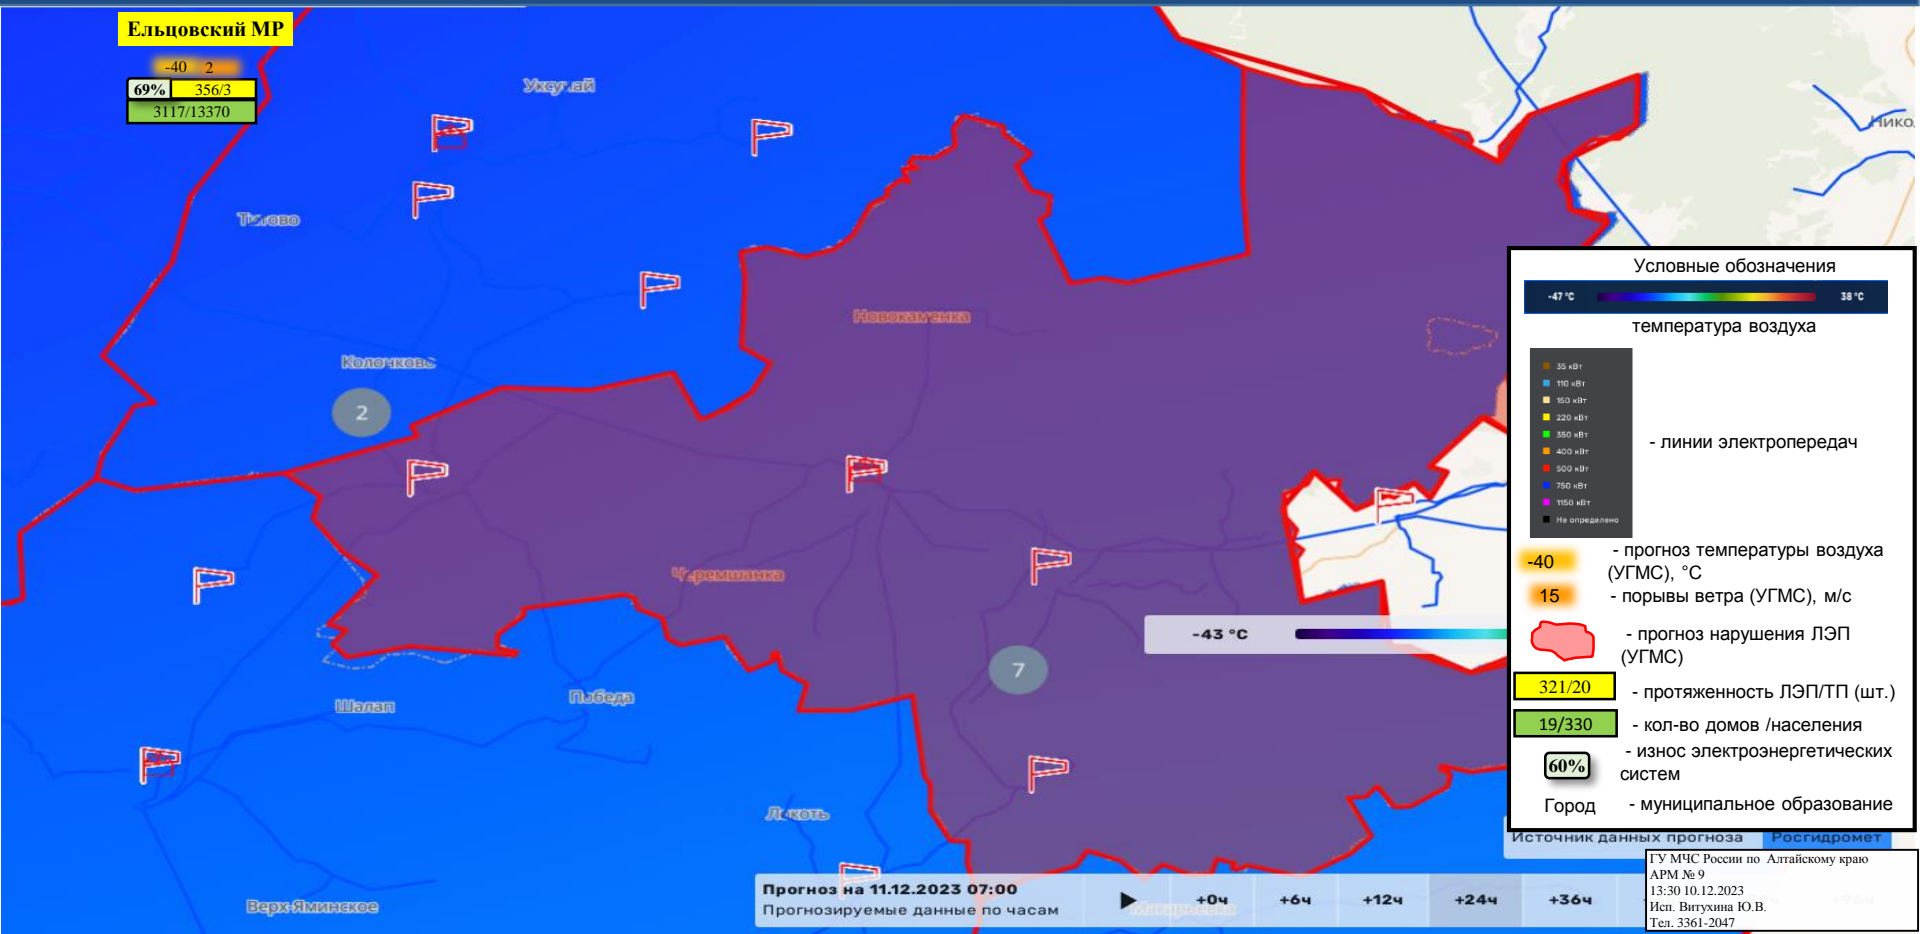 Ельцовский МР
-40 2
69% 356/3
3117/13370
Тогово
Колочково
2
Новокаменка
Черемшанка
7
Шалап
Победа
Локоть
Верх-Яминское
Нико
-43 °C
Условные обозначения
-47 °C 38 °C
температура воздуха
35 кВт
110 кВт
150 кВт
220 кВт
350 кВт
400 кВт
500 кВт
750 кВт
1150 кВт
Не определено
- линии электропередач
-40 - прогноз температуры воздуха
(УГМС), °С
15 - порывы ветра (УГМС), м/с
- прогноз нарушения ЛЭП
(УГМС)
321/20 - протяженность ЛЭП/ТП (шт.)
19/330 - кол-во домов /населения
60% - износ электроэнергетических
систем
Город - муниципальное образование
Источник данных прогноза Росгидромет
Прогноз на 11.12.2023 07:00
Прогнозируемые данные по часам
+0ч +6ч +12ч +24ч +36ч
ГУ МЧС России по Алтайскому краю
АРМ № 9
13:30 10.12.2023
Исп. Витухина Ю.В.
Тел. 3361-2047